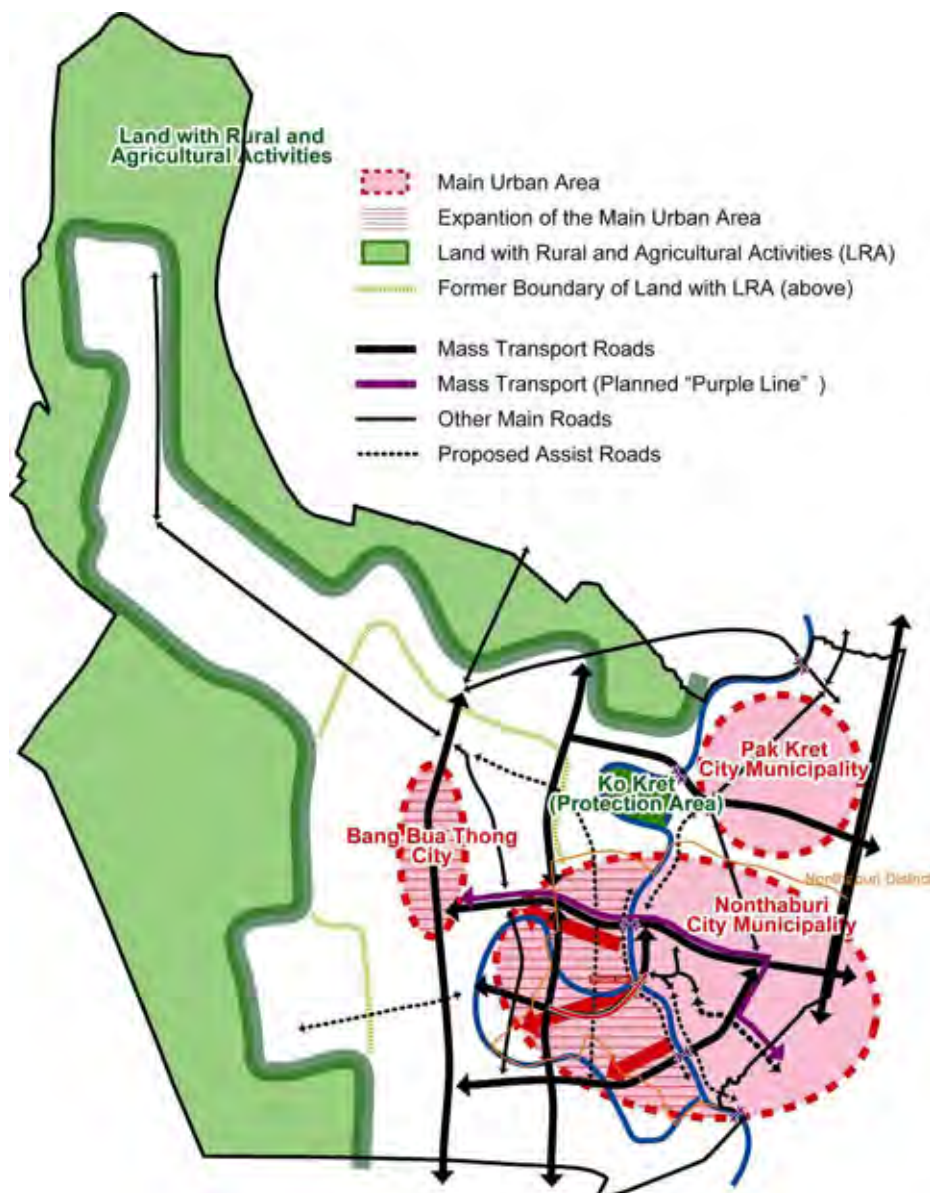 Land with Rural and
Agricultural Activities
Main Urban Area
Expantion of the Main Urban Area
Land with Rural and Agricultural Activities (LRA)
Former Boundary of Land with LRA (above)
Mass Transport Roads
Mass Transport (Planned “Purple Line” )
Other Main Roads
Proposed Assist Roads
Pak Kret
City Municipality
Ko Kret
(Protection Area)
Bang Bua Thong
City
Nonthaburi District
Nonthaburi
City Municipality